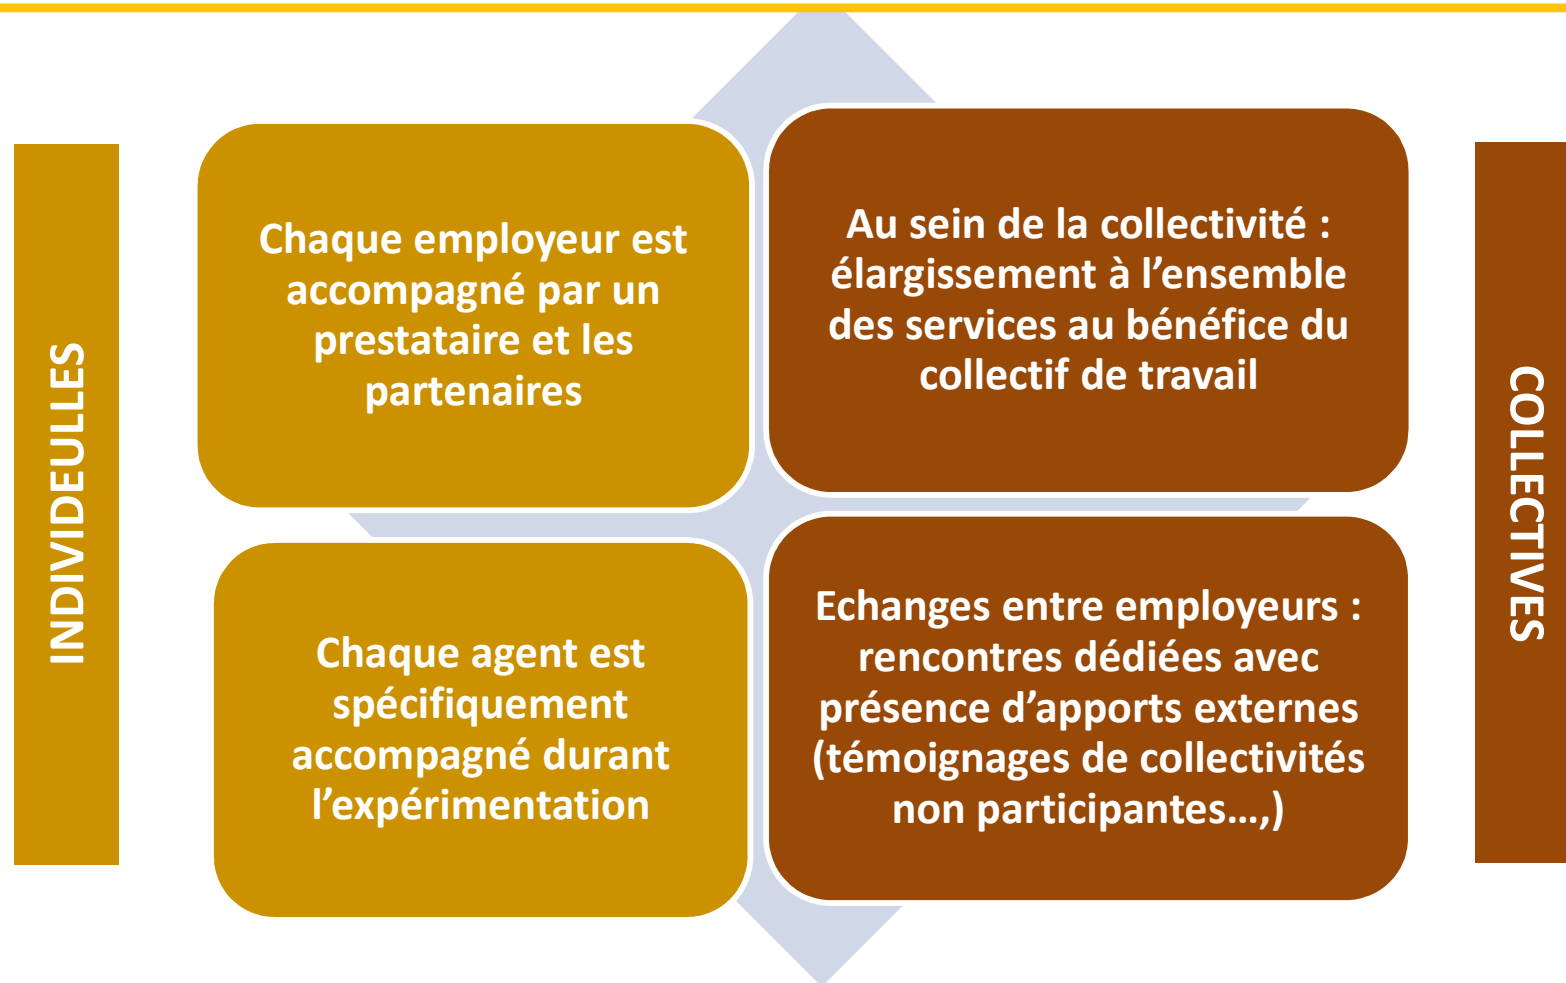 INDIVIDEULLES
Chaque employeur est
accompagné par un
prestataire et les
partenaires
Au sein de la collectivité :
élargissement à l’ensemble
des services au bénéfice du
collectif de travail
Chaque agent est
spécifiquement
accompagné durant
l’expérimentation
Echanges entre employeurs :
rencontres dédiées avec
présence d’apports externes
(témoignages de collectivités
non participantes…,)
COLLECTIVES